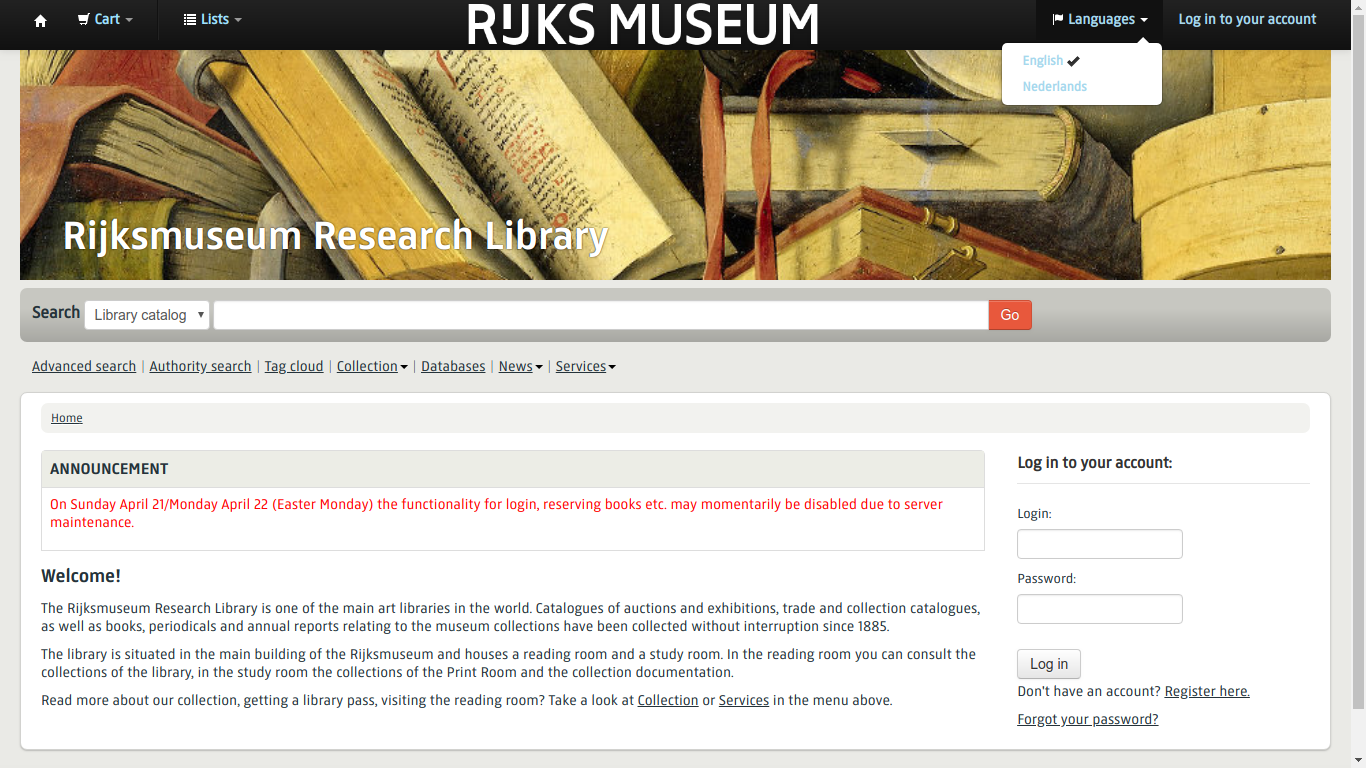 Cart
Lists
RIJKS MUSEUM
Languages
Log in to your account
English
Nederlands
Rijksmuseum Research Library
Search
Library catalog
Go
Advanced search | Authority search | Tag cloud | Collection | Databases | News | Services
Home
ANNOUNCEMENT
On Sunday April 21/Monday April 22 (Easter Monday) the functionality for login, reserving books etc. may momentarily be disabled due to server
maintenance.
Welcome!
The Rijksmuseum Research Library is one of the main art libraries in the world. Catalogues of auctions and exhibitions, trade and collection catalogues,
as well as books, periodicals and annual reports relating to the museum collections have been collected without interruption since 1885.
The library is situated in the main building of the Rijksmuseum and houses a reading room and a study room. In the reading room you can consult the
collections of the library, in the study room the collections of the Print Room and the collection documentation.
Read more about our collection, getting a library pass, visiting the reading room? Take a look at Collection or Services in the menu above.
Log in to your account:
Login:
Password:
Log in
Don't have an account? Register here.
Forgot your password?